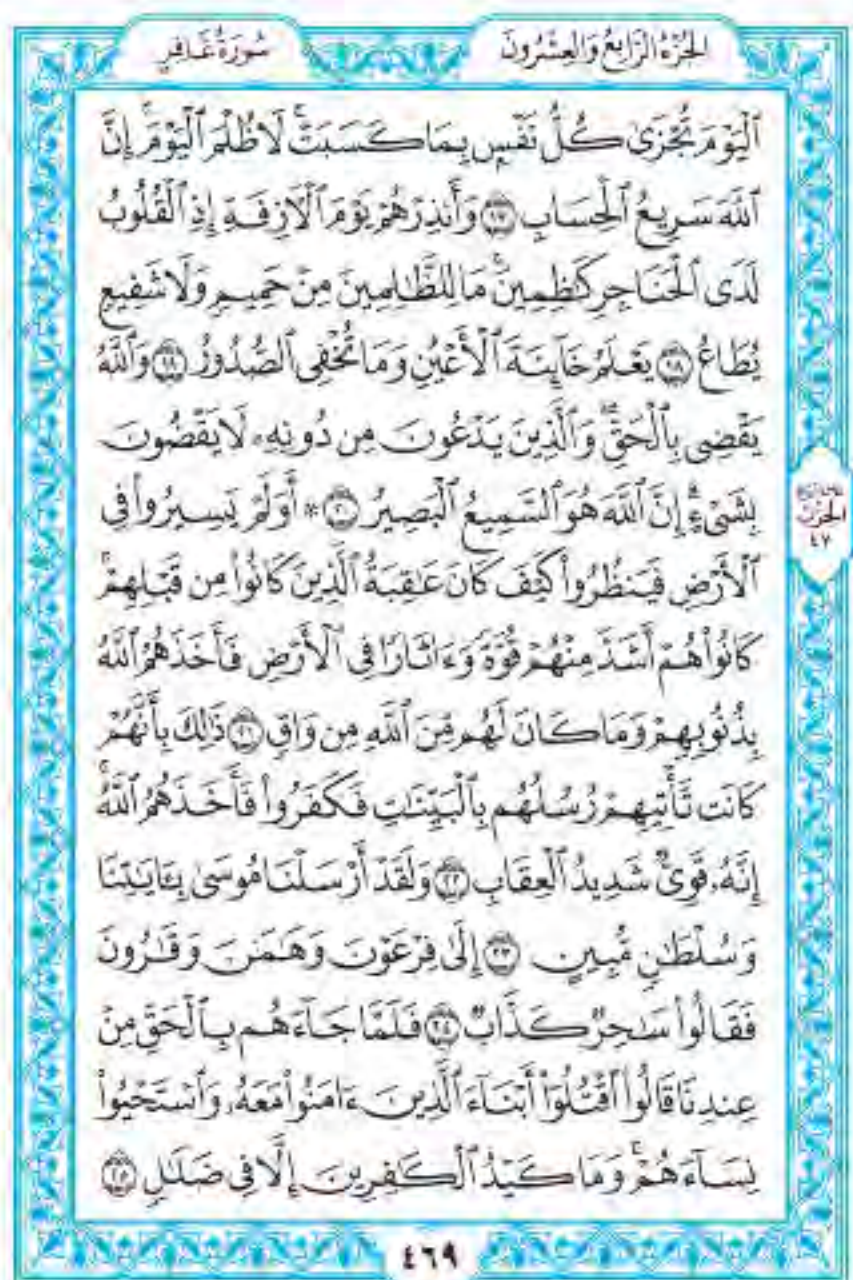 الجزء الرابع والعشرون
سورة غافر
ٱلۡيَوۡمَ تُجۡزَىٰ كُلُّ نَفۡسِۭ بِمَا كَسَبَتۡۚ لَا ظُلۡمَ ٱلۡيَوۡمَۚ إِنَّ
ٱللَّهَ سَرِيعُ ٱلۡحِسَابِ ١٧ وَأَنذِرۡهُمۡ يَوۡمَ ٱلۡأٓزِفَةِ إِذِ ٱلۡقُلُوبُ
لَدَى ٱلۡحَنَاجِرِ كَٰظِمِينَۚ مَا لِلظَّٰلِمِينَ مِنۡ حَمِيمٖ وَلَا شَفِيعٖ
يُطَاعُ ١٨ يَعۡلَمُ خَآئِنَةَ ٱلۡأَعۡيُنِ وَمَا تُخۡفِي ٱلصُّدُورُ ١٩ وَٱللَّهُ
يَقۡضِي بِٱلۡحَقِّۖ وَٱلَّذِينَ يَدۡعُونَ مِن دُونِهِۦ لَا يَقۡضُونَ
بِشَيۡءٍۗ إِنَّ ٱللَّهَ هُوَ ٱلسَّمِيعُ ٱلۡبَصِيرُ ٢٠ * أَوَلَمۡ يَسِيرُواْ فِي
ٱلۡأَرۡضِ فَيَنظُرُواْ كَيۡفَ كَانَ عَٰقِبَةُ ٱلَّذِينَ كَانُواْ مِن قَبۡلِهِمۡۚ
كَانُواْ هُمۡ أَشَدَّ مِنۡهُمۡ قُوَّةٗ وَءَاثَارٗا فِي ٱلۡأَرۡضِ فَأَخَذَهُمُ ٱللَّهُ
بِذُنُوبِهِمۡ وَمَا كَانَ لَهُم مِّنَ ٱللَّهِ مِن وَاقٖ ٢١ ذَٰلِكَ بِأَنَّهُمۡ
كَانَت تَّأۡتِيهِمۡ رُسُلُهُم بِٱلۡبَيِّنَٰتِ فَكَفَرُواْ فَأَخَذَهُمُ ٱللَّهُۚ
إِنَّهُۥ قَوِيّٞ شَدِيدُ ٱلۡعِقَابِ ٢٢ وَلَقَدۡ أَرۡسَلۡنَا مُوسَىٰ بِـَٔايَٰتِنَا
وَسُلۡطَٰنٖ مُّبِينٍ ٢٣ إِلَىٰ فِرۡعَوۡنَ وَهَٰمَٰنَ وَقَٰرُونَ
فَقَالُواْ سَٰحِرٞ كَذَّابٞ ٢٤ فَلَمَّا جَآءَهُم بِٱلۡحَقِّ مِنۡ
عِندِنَا قَالُواْ ٱقۡتُلُوٓاْ أَبۡنَآءَ ٱلَّذِينَ ءَامَنُواْ مَعَهُۥ وَٱسۡتَحۡيُواْ
نِسَآءَهُمۡۚ وَمَا كَيۡدُ ٱلۡكَٰفِرِينَ إِلَّا فِي ضَلَٰلٖ ٢٥
الحزب
٤٧
٤٦٩